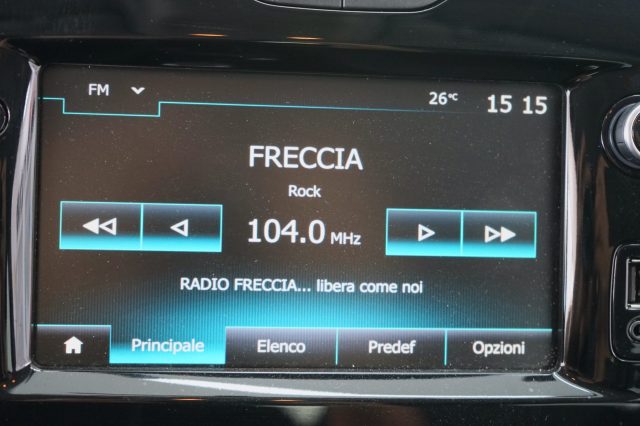 FM
26°C
15 15
FRECCIA
Rock
104.0 MHz
RADIO FRECCIA... libera come noi
Principale Elenco Predef Opzioni